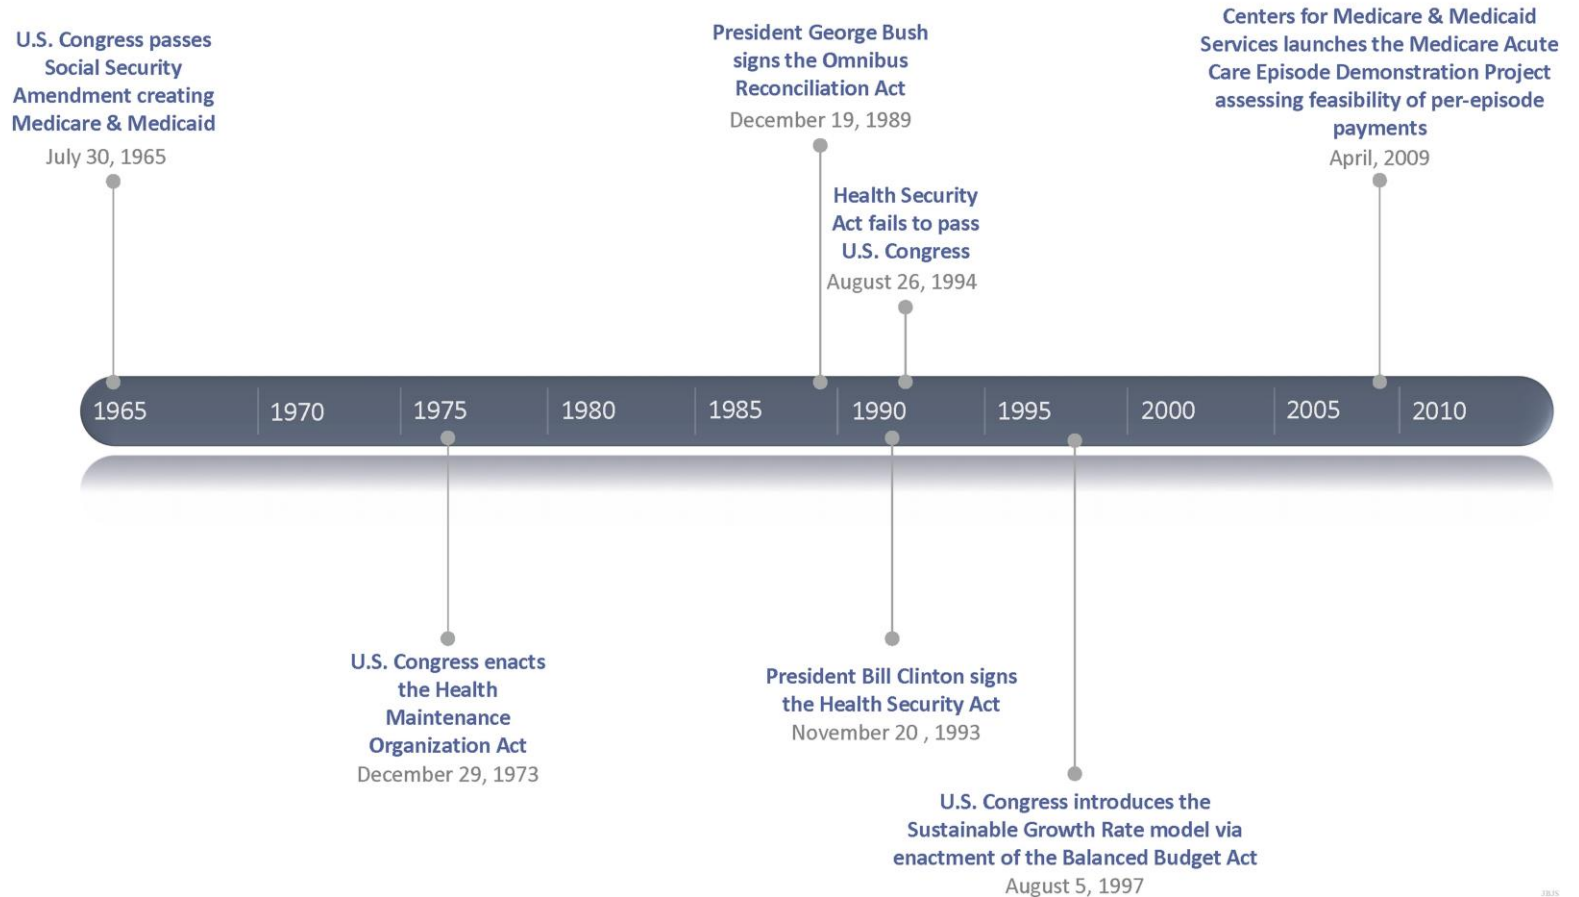 U.S. Congress passes
Social Security
Amendment creating
Medicare & Medicaid
July 30, 1965
President George Bush
signs the Omnibus
Reconciliation Act
December 19, 1989
Health Security
Act fails to pass
U.S. Congress
August 26, 1994
Centers for Medicare & Medicaid
Services launches the Medicare Acute
Care Episode Demonstration Project
assessing feasibility of per-episode
payments
April, 2009
1965 1970 1975 1980 1985 1990 1995 2000 2005 2010
U.S. Congress enacts
the Health
Maintenance
Organization Act
December 29, 1973
President Bill Clinton signs
the Health Security Act
November 20 , 1993
U.S. Congress introduces the
Sustainable Growth Rate model via
enactment of the Balanced Budget Act
August 5, 1997
JBJS